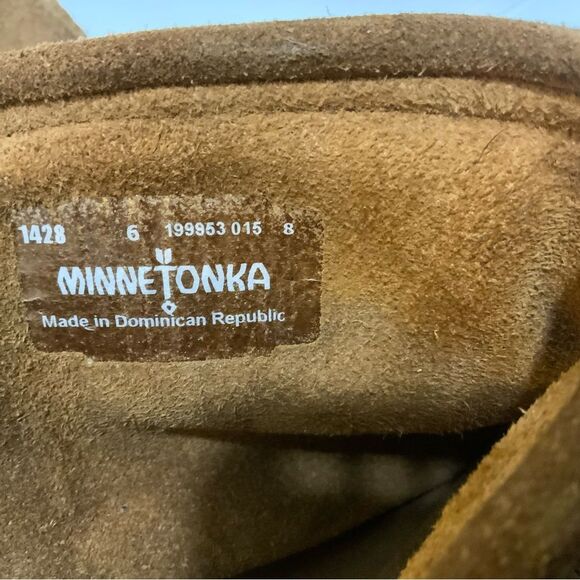 1428 6 199953 015 8
MINNETONKA
Made in Dominican Republic